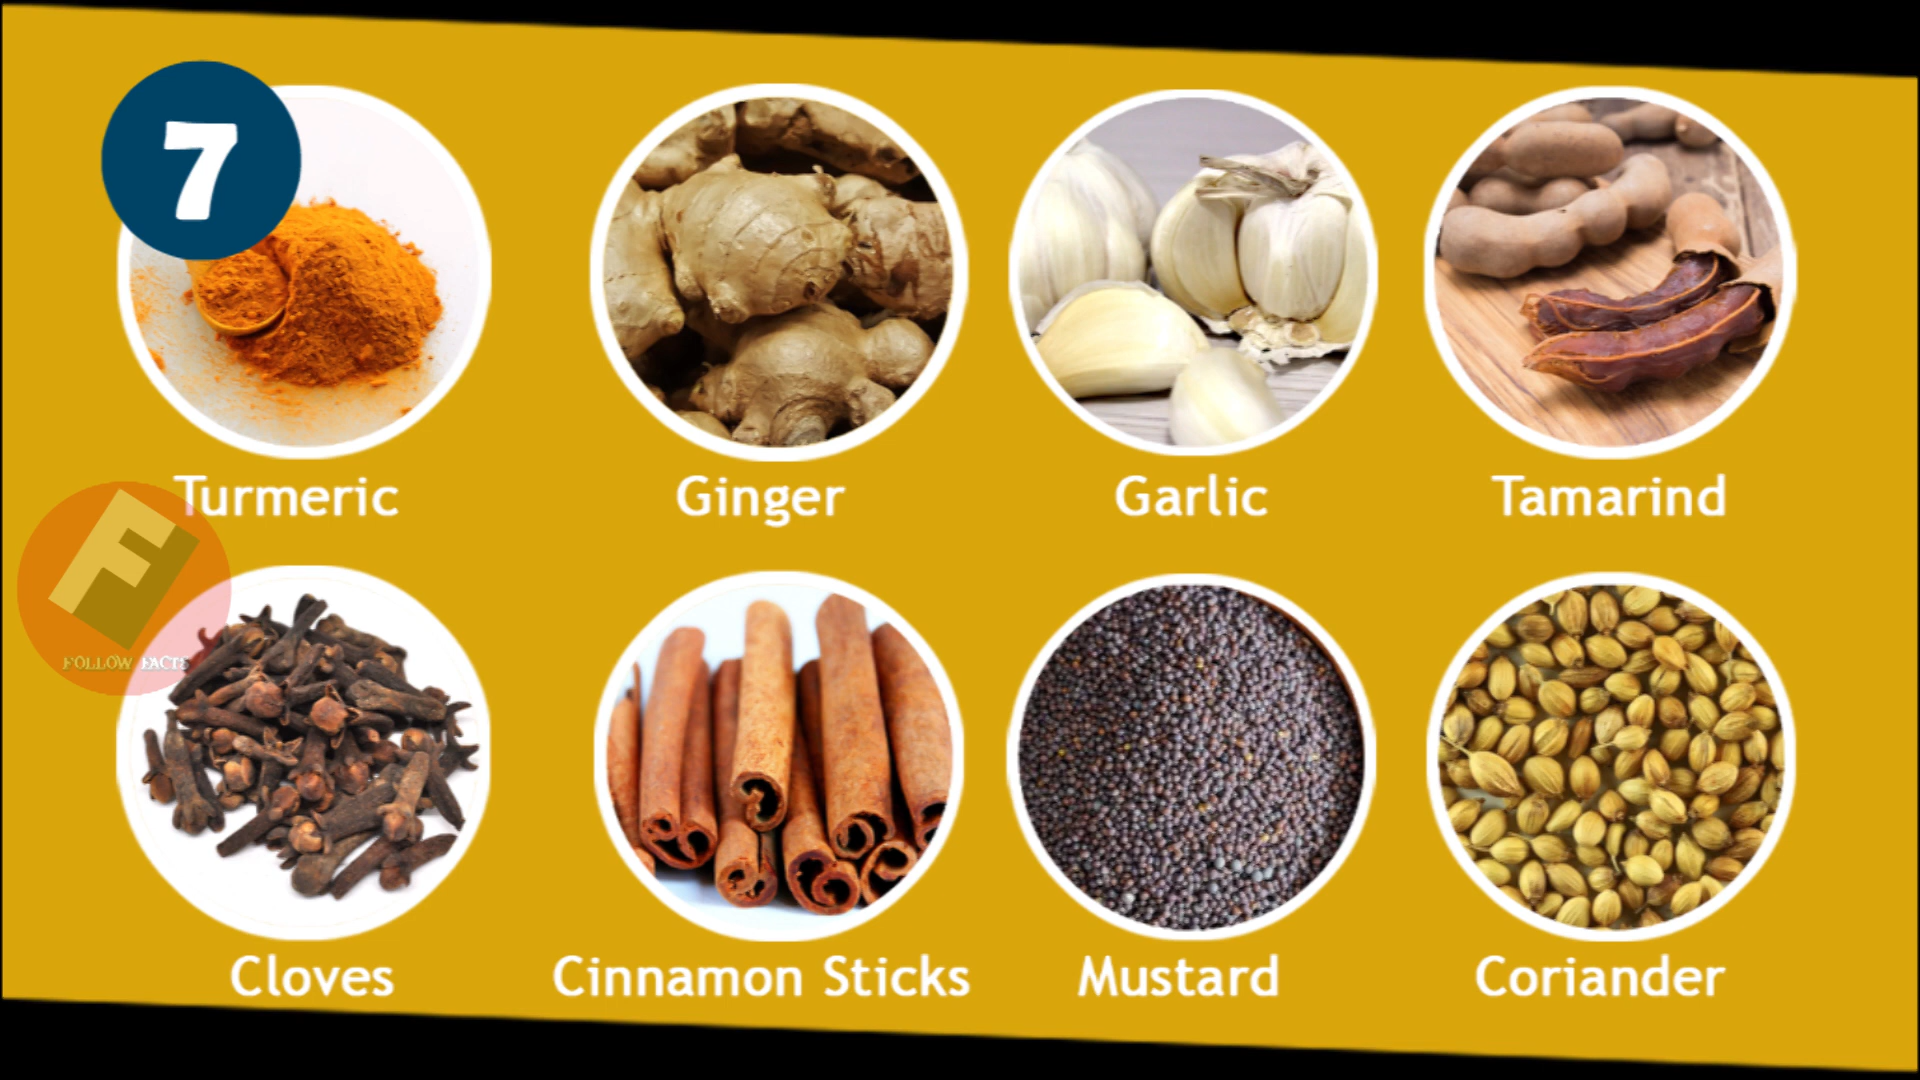 7
Turmeric
Ginger
Garlic
Tamarind
F
FOLLOW FACTS
Cloves
Cinnamon Sticks
Mustard
Coriander